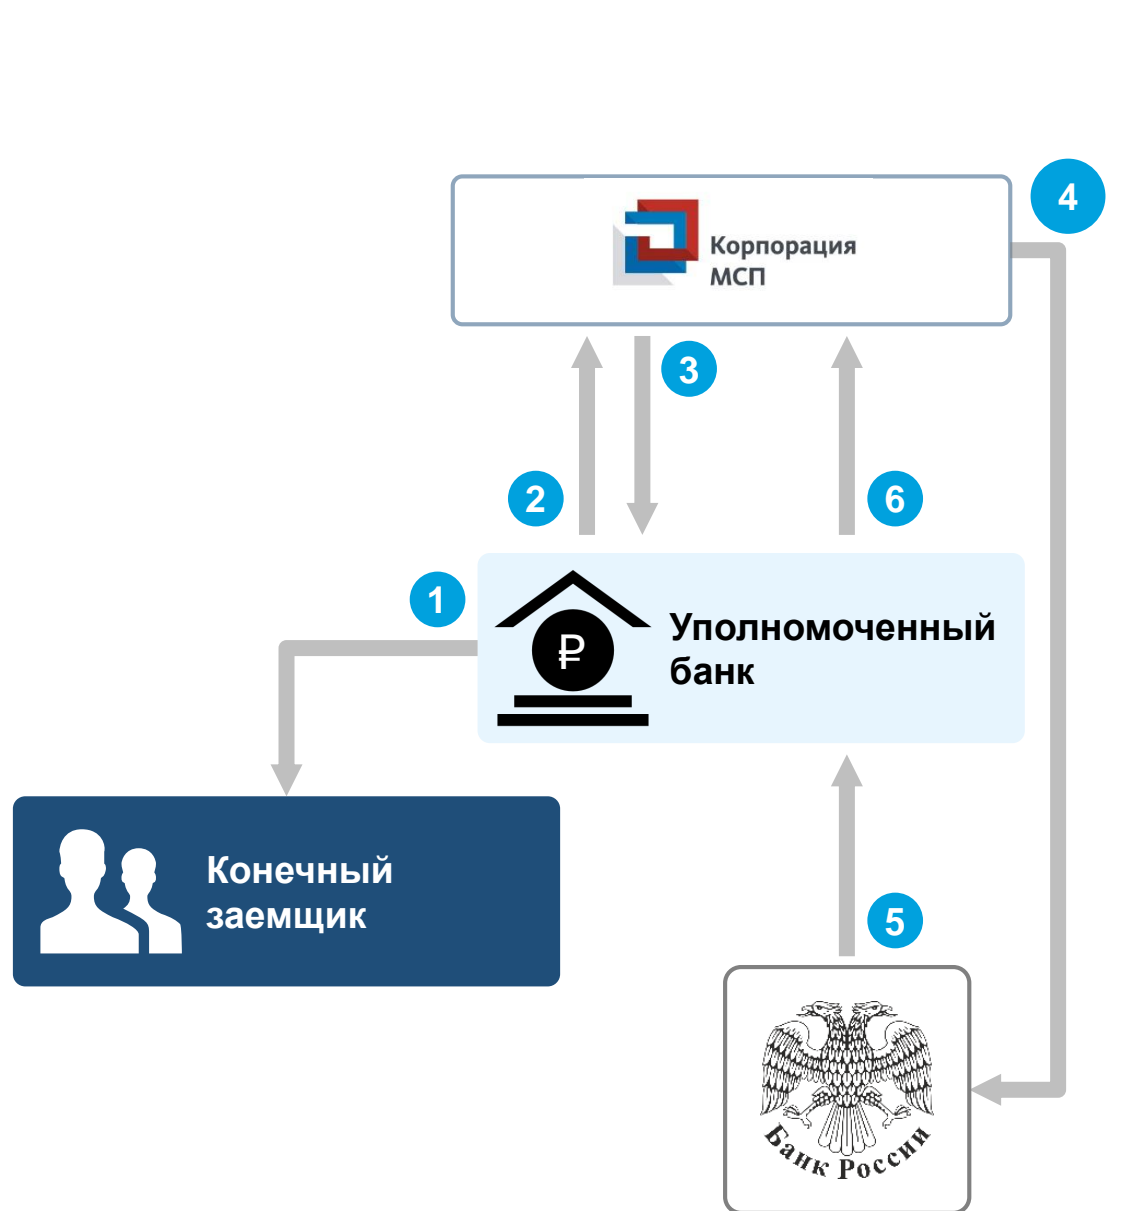 4
Корпорация
МСП
3
2
6
1
₽
Уполномоченный
банк
Конечный
заемщик
5
Банк России